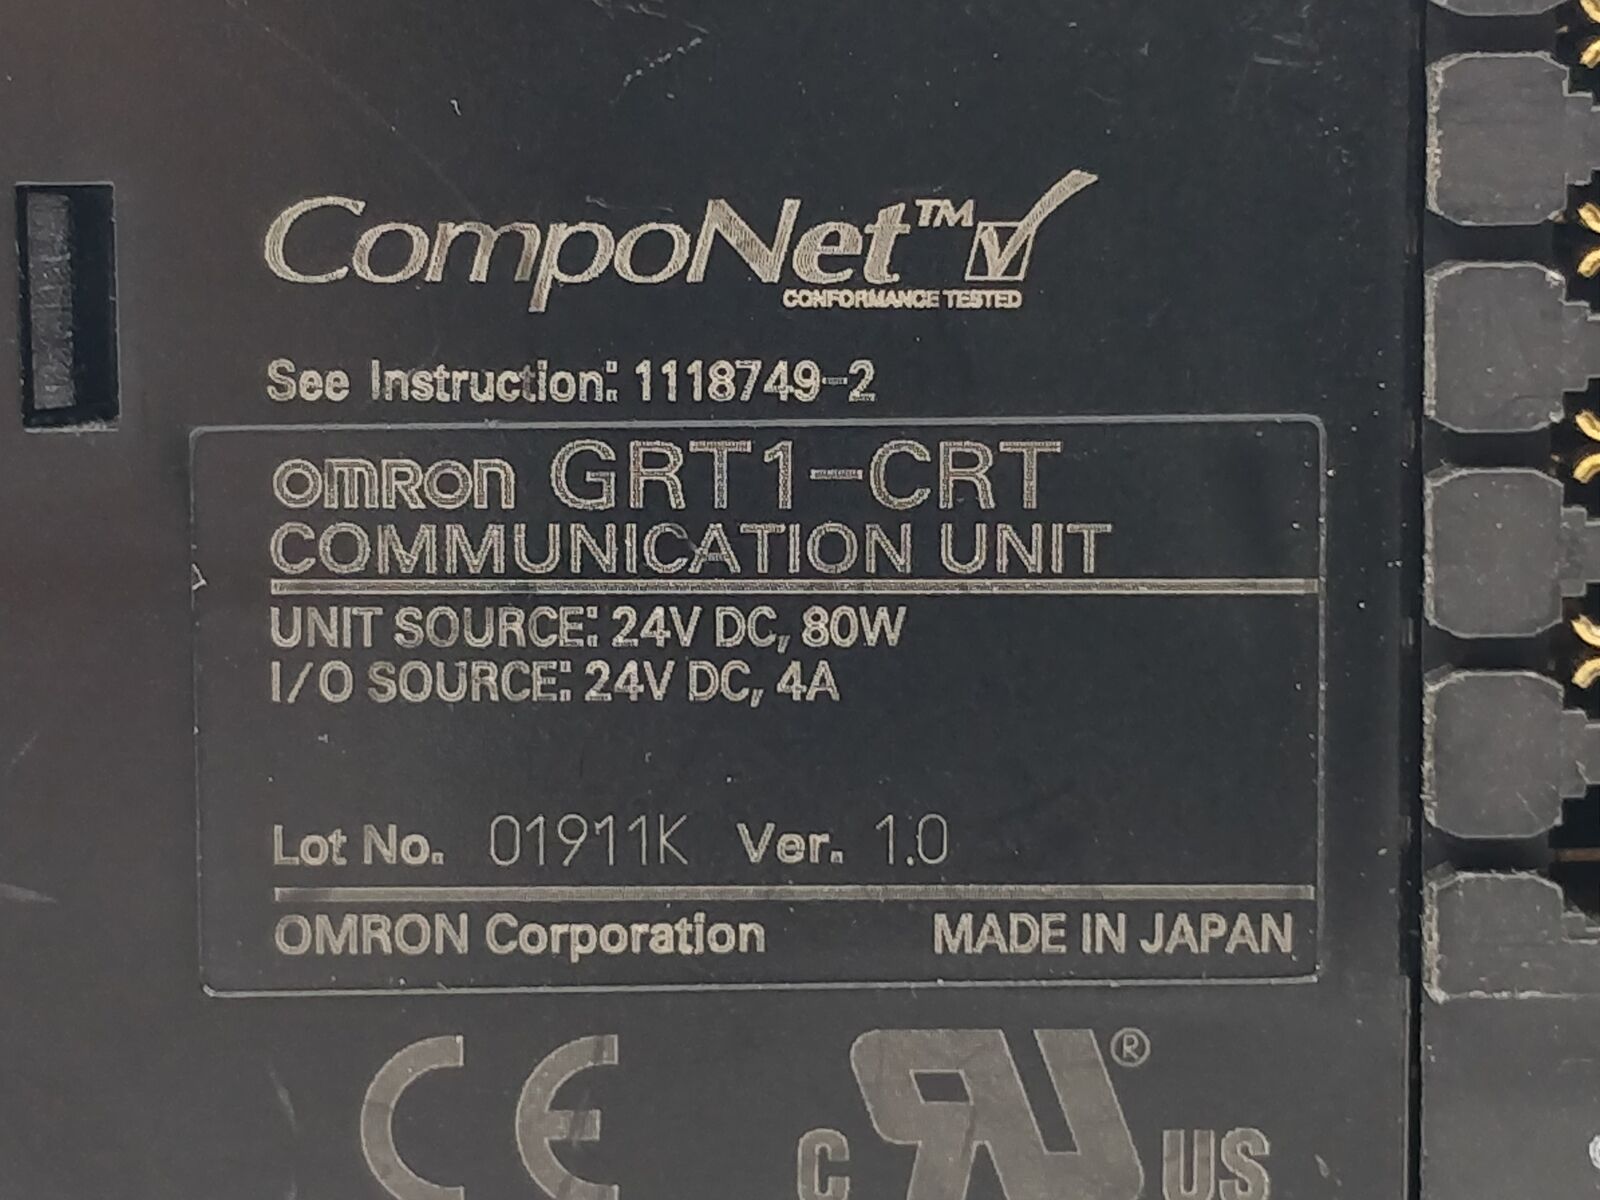 CompoNet™
CONFORMANCE TESTED
See Instruction: 1118749-2
omron GRT1-CRT
COMMUNICATION UNIT
UNIT SOURCE: 24V DC, 80W
I/O SOURCE: 24V DC, 4A
Lot No. 01911K Ver. 1.0
OMRON Corporation MADE IN JAPAN
CE
®
C RU US